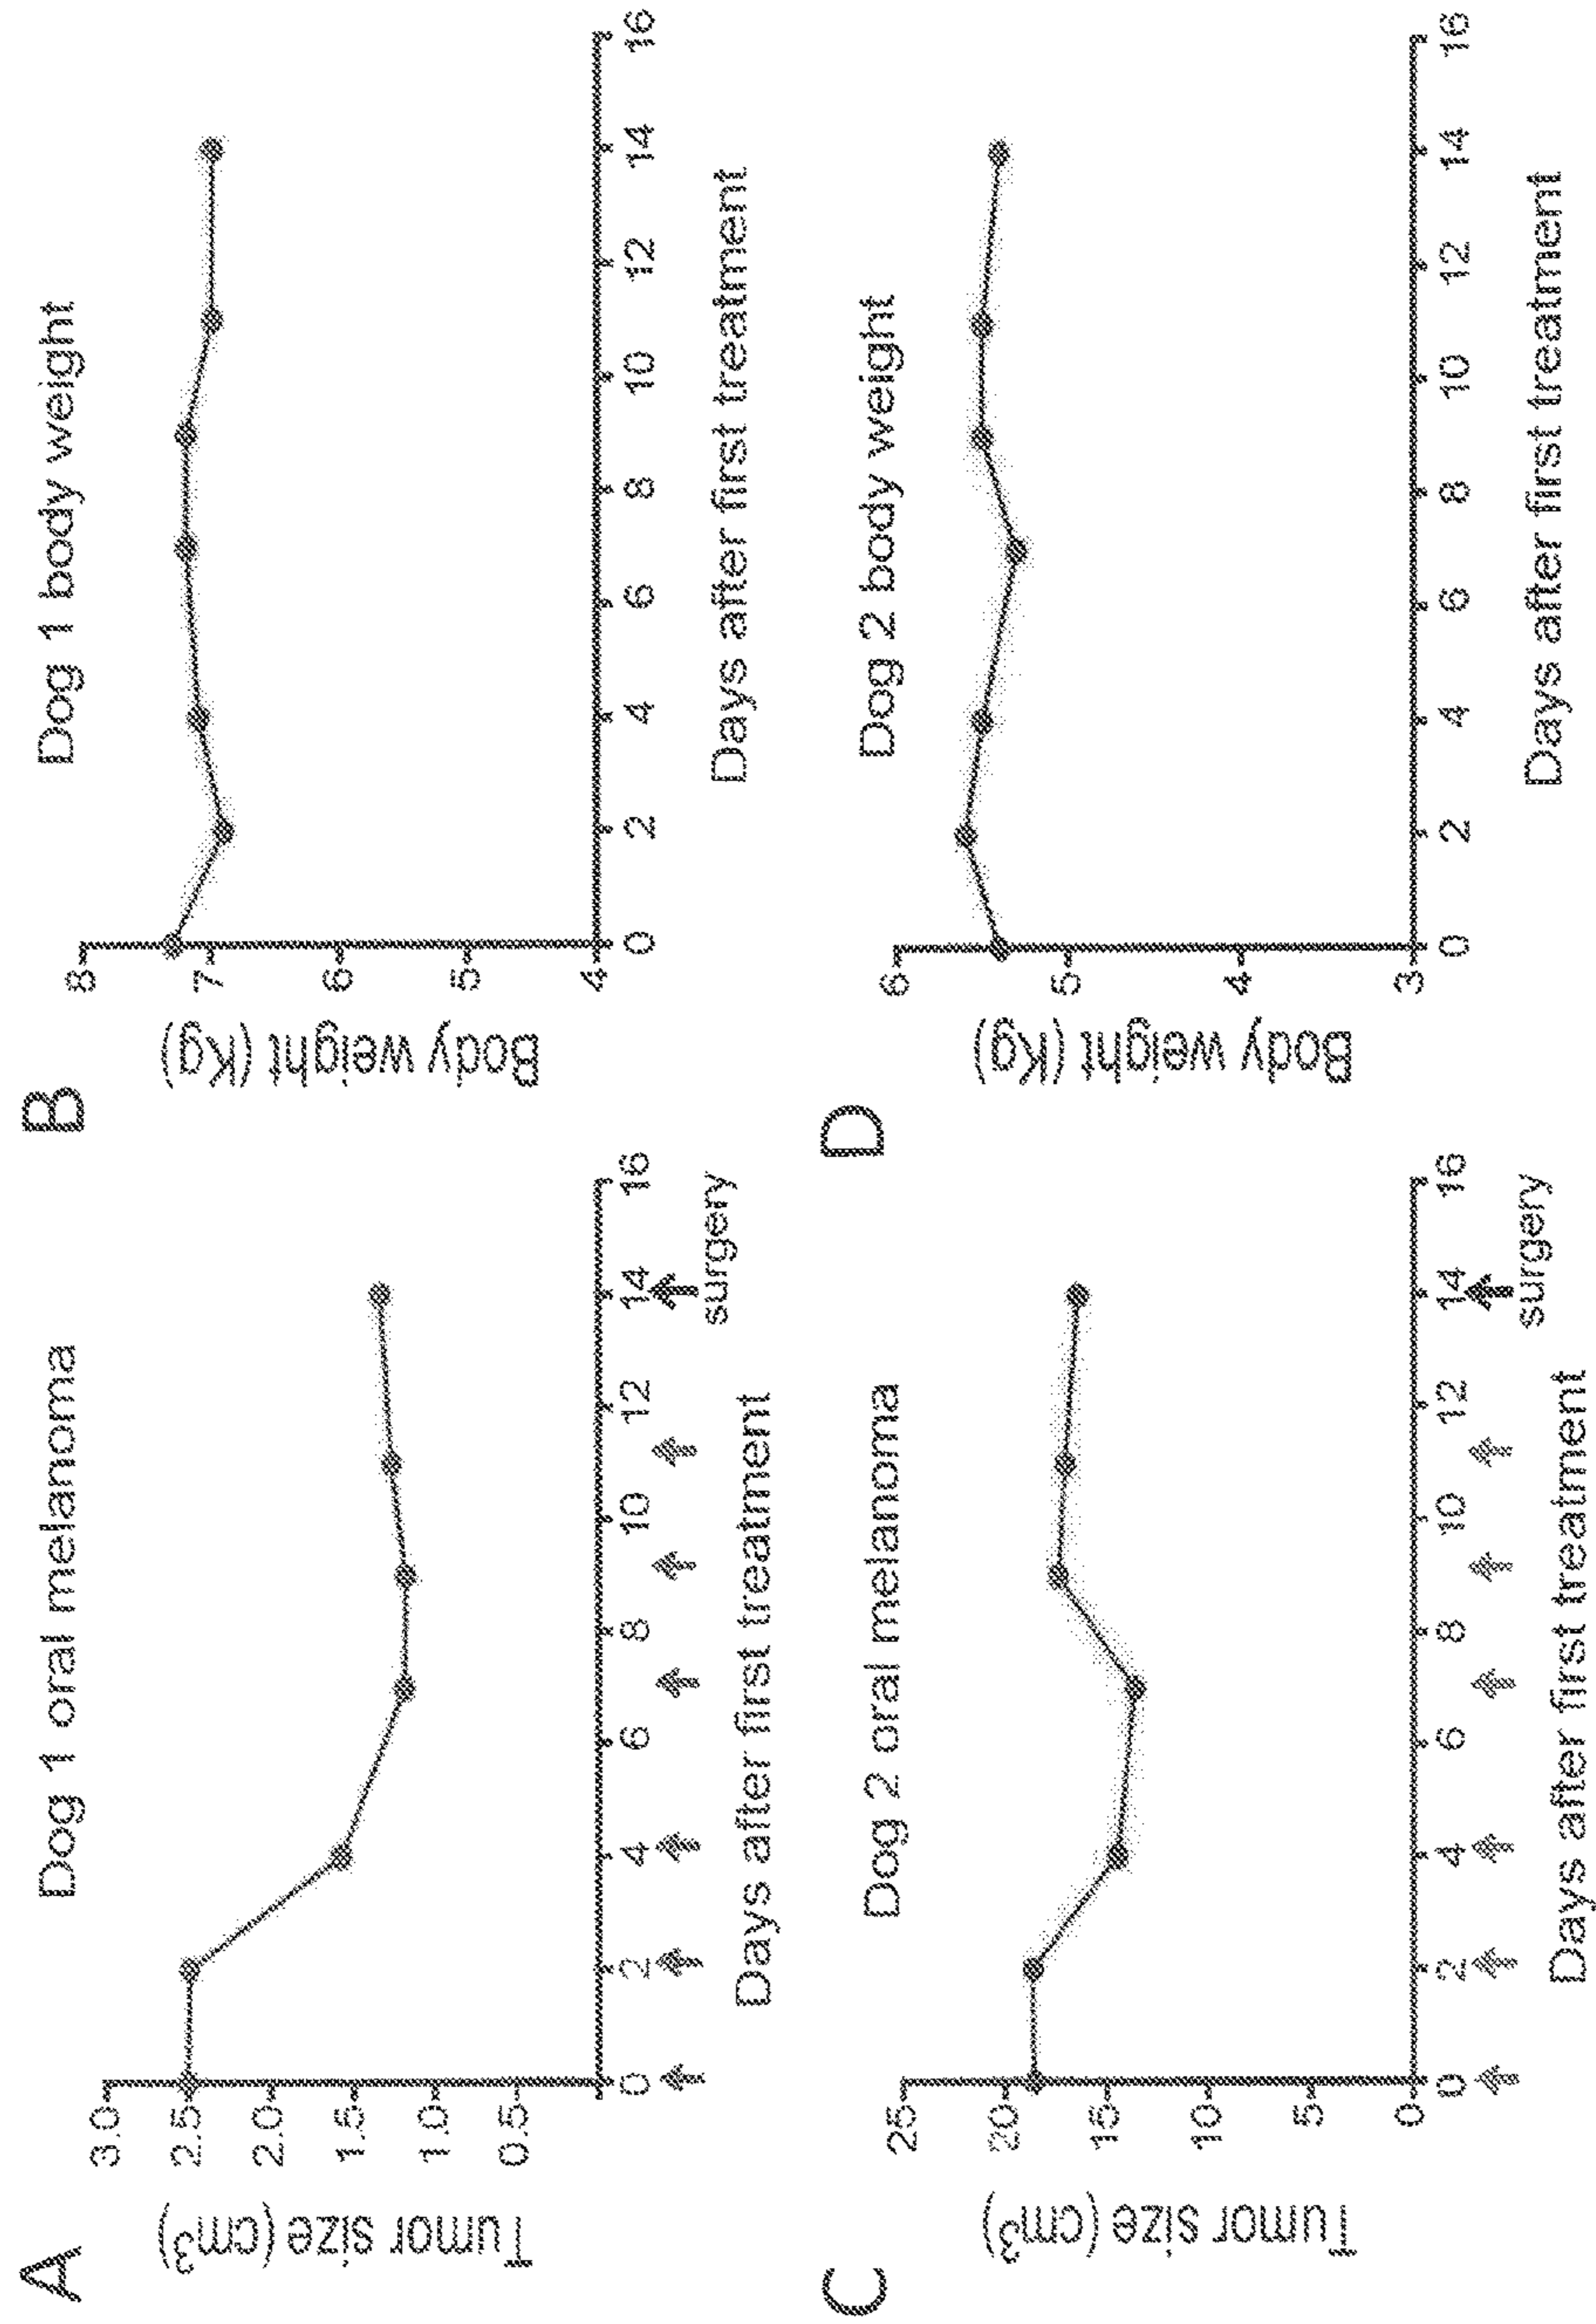 A
Dog 1 oral melanoma
Tumor size (cm³)
3.0
2.5
2.0
1.5
1.0
0.5
0 2 4 6 8 10 12 14 16
surgery
Days after first treatment
B
Dog 1 body weight
Body weight (Kg)
8
7
6
5
4
0 2 4 6 8 10 12 14 16
Days after first treatment
C
Dog 2 oral melanoma
Tumor size (cm³)
25
20
15
10
5
0
0 2 4 6 8 10 12 14 16
surgery
Days after first treatment
D
Dog 2 body weight
Body weight (Kg)
6
5
4
3
0 2 4 6 8 10 12 14 16
Days after first treatment